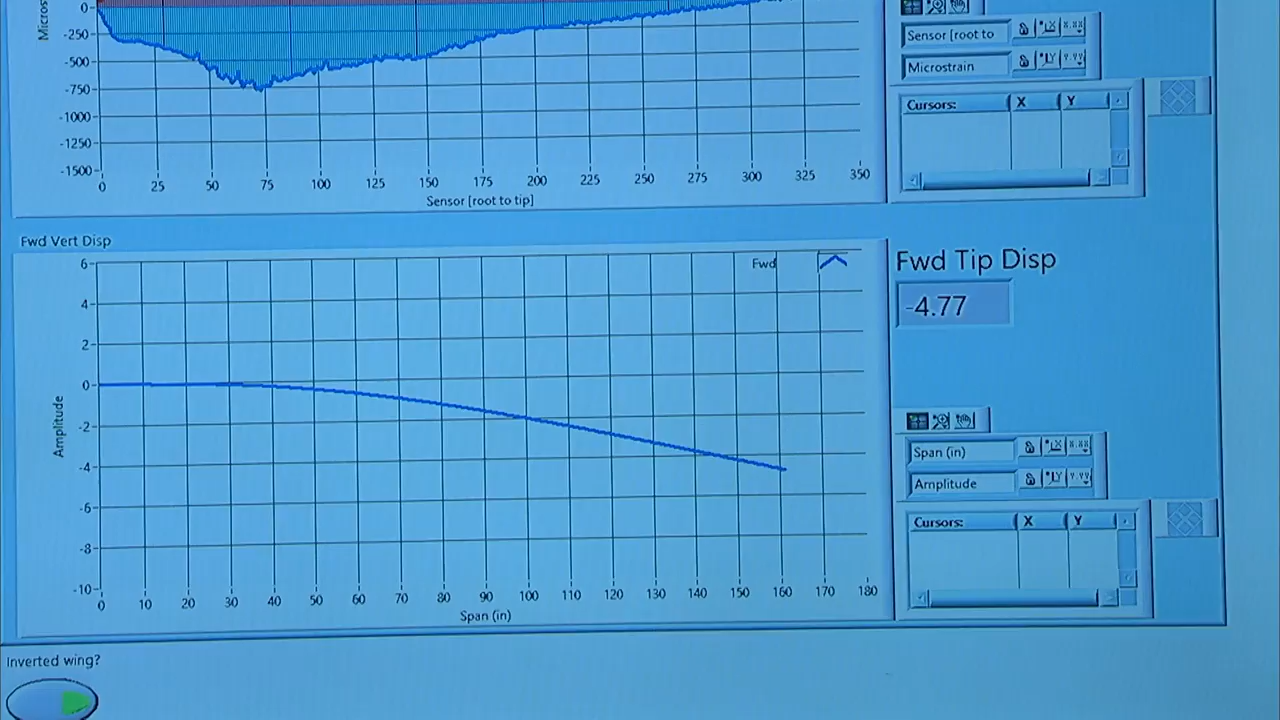 Micros
0
-250
-500
-750
-1000
-1250
-1500
0 25 50 75 100 125 150 175 200 225 250 275 300 325 350
Sensor [root to tip]
Sensor [root to
Microstrain
Cursors: X Y
Fwd Vert Disp
Fwd
6
4
2
0
-2
-4
-6
-8
-10
Amplitude
0 10 20 30 40 50 60 70 80 90 100 110 120 130 140 150 160 170 180
Span (in)
Fwd Tip Disp
-4.77
Span (in)
Amplitude
Cursors: X Y
Inverted wing?